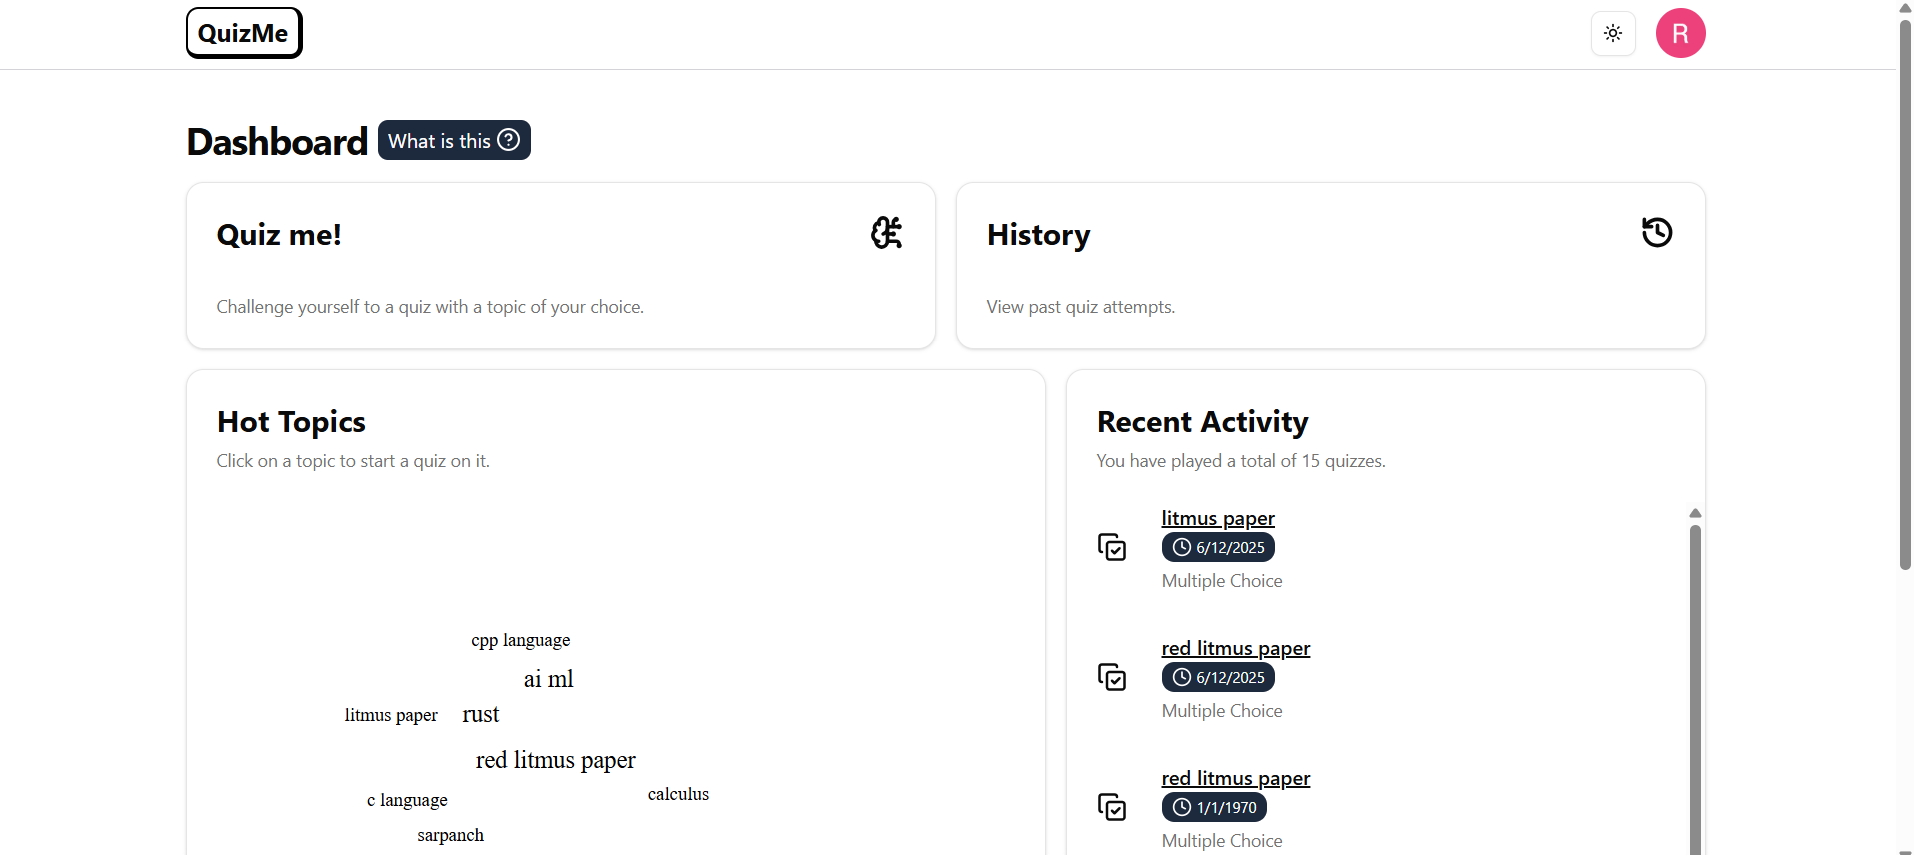 QuizMe
R
Dashboard
What is this
Quiz me!
Challenge yourself to a quiz with a topic of your choice.
History
View past quiz attempts.
Hot Topics
Click on a topic to start a quiz on it.
cpp language
ai ml
litmus paper
rust
red litmus paper
calculus
c language
sarpanch
Recent Activity
You have played a total of 15 quizzes.
litmus paper
6/12/2025
Multiple Choice
red litmus paper
6/12/2025
Multiple Choice
red litmus paper
1/1/1970
Multiple Choice